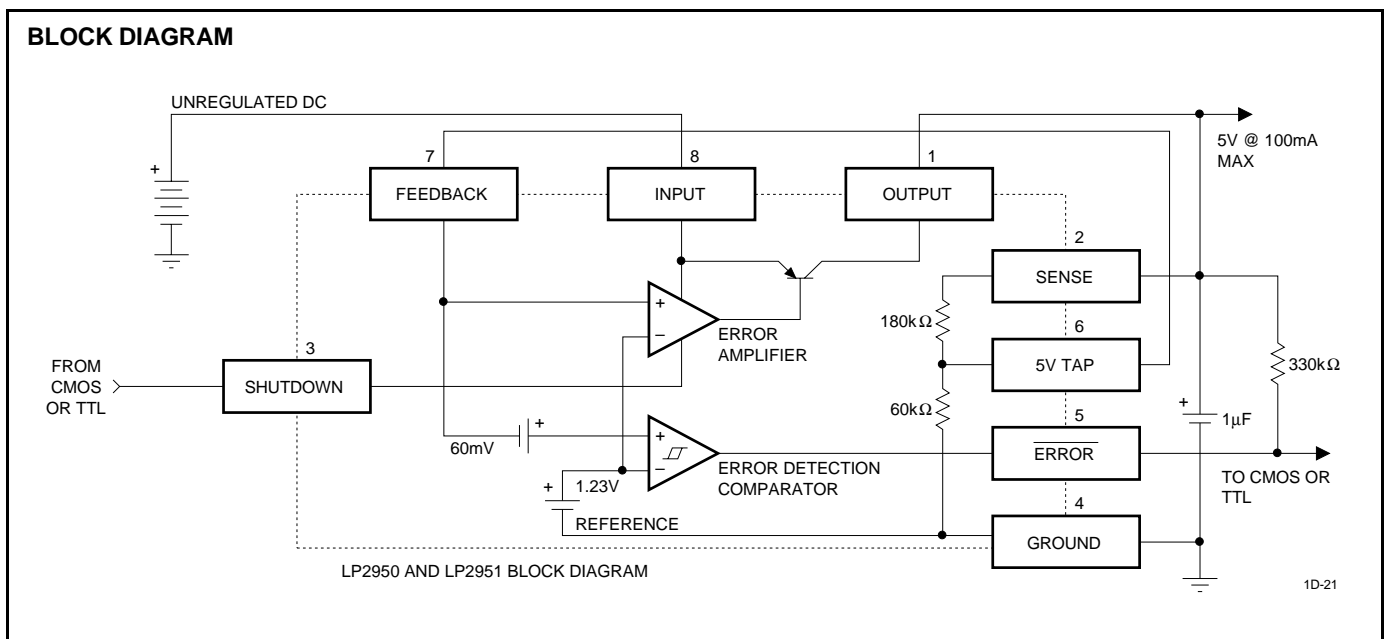 BLOCK DIAGRAM
UNREGULATED DC
+
5V @ 100mA
MAX
7
8
1
FEEDBACK
INPUT
OUTPUT
2
SENSE
180kΩ
6
5V TAP
60kΩ
330kΩ
+
1µF
5
ERROR
TO CMOS OR
TTL
4
GROUND
+
−
ERROR
AMPLIFIER
3
FROM
CMOS
OR TTL
SHUTDOWN
60mV
+
+
−
ERROR DETECTION
COMPARATOR
+
1.23V
REFERENCE
LP2950 AND LP2951 BLOCK DIAGRAM
1D-21